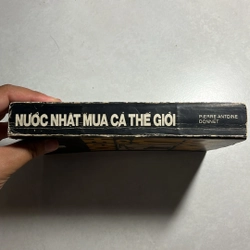 NƯỚC NHẬT MUA CẢ THẾ GIỚI
PIERRE-ANTOINE
DONNET